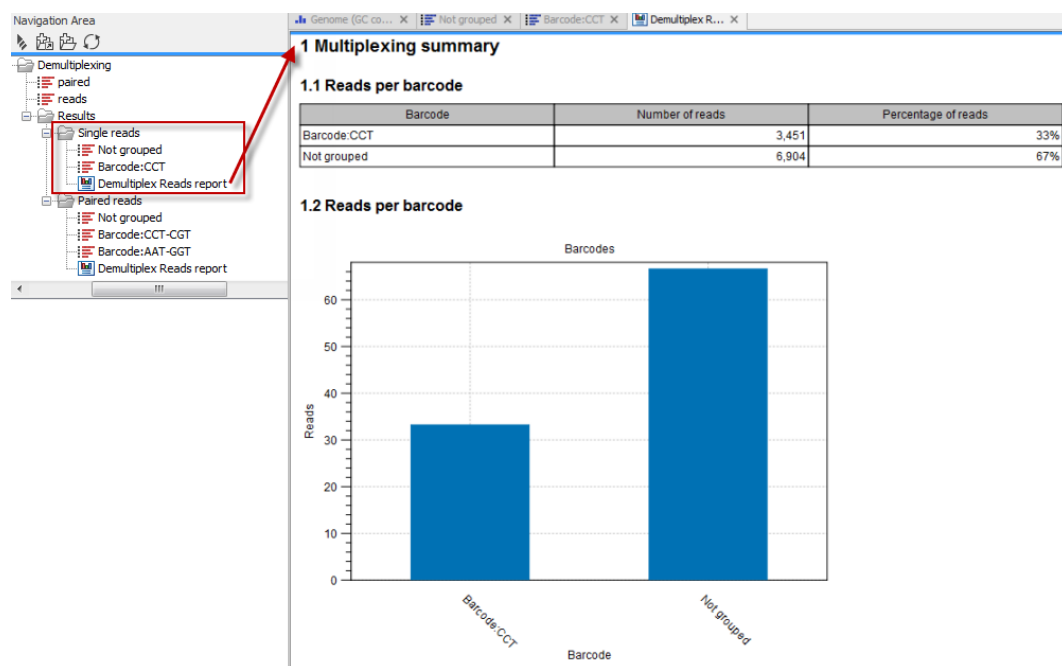 Navigation Area
Demultiplexing
paired
reads
Results
Single reads
Not grouped
Barcode:CCT
Demultiplex Reads report
Paired reads
Not grouped
Barcode:CCT-CGT
Barcode:AAT-GGT
Demultiplex Reads report
Genome (GC co... Not grouped Barcode:CCT Demultiplex R...
1 Multiplexing summary
1.1 Reads per barcode
Barcode Number of reads Percentage of reads
Barcode:CCT 3,451 33%
Not grouped 6,904 67%
1.2 Reads per barcode
Barcodes
60
50
40
30
20
10
0
Reads
Barcode:CCT
Not grouped
Barcode